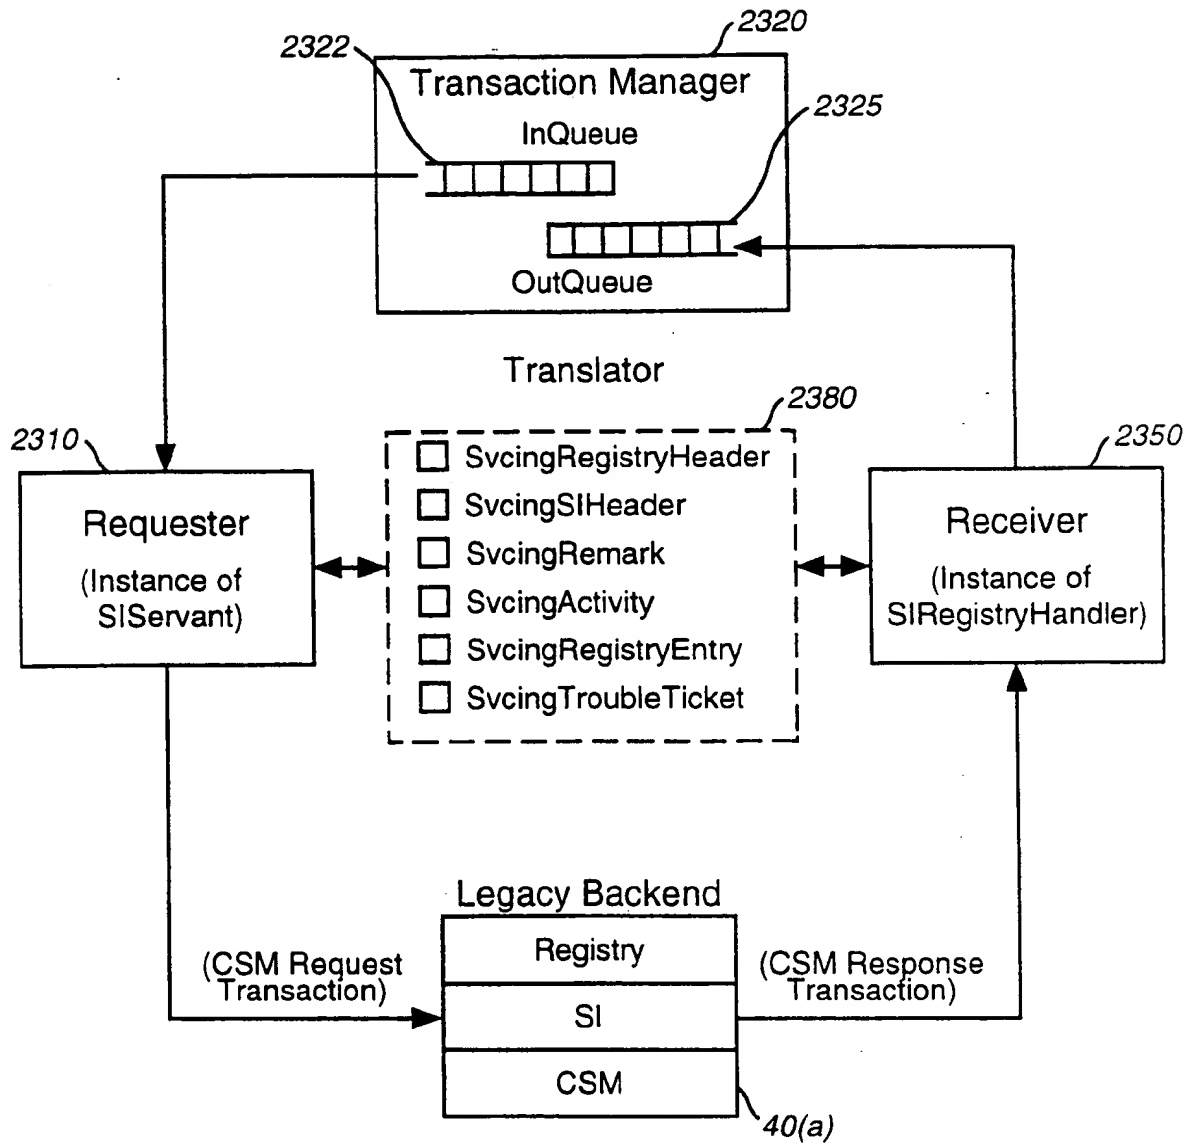 2320
2322
Transaction Manager
2325
InQueue
OutQueue
Translator
2380
2310
2350
SvcingRegistryHeader
SvcingSIHeader
SvcingRemark
SvcingActivity
SvcingRegistryEntry
SvcingTroubleTicket
Requester
(Instance of
SIServant)
Receiver
(Instance of
SIRegistryHandler)
Legacy Backend
Registry
SI
CSM
(CSM Request
Transaction)
(CSM Response
Transaction)
40(a)